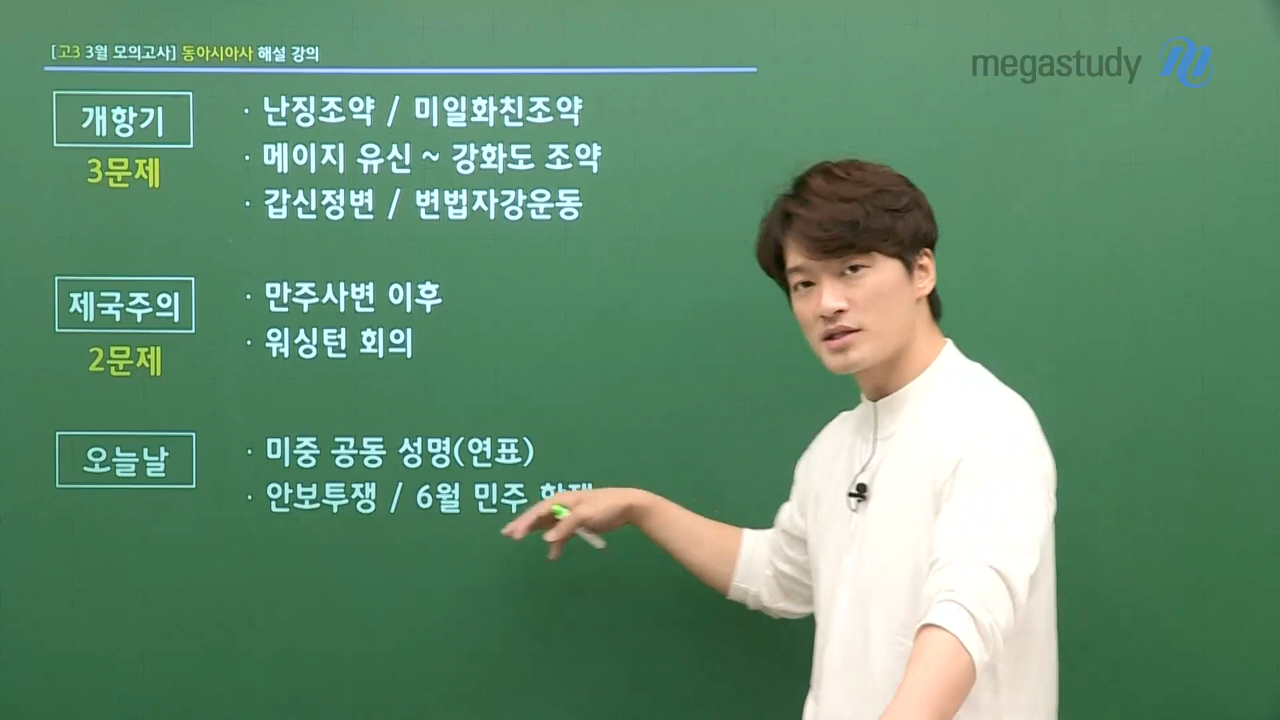 [고3 3월 모의고사] 동아시아사 해설 강의
megastudy
개항기
3문제
· 난징조약 / 미일화친조약
· 메이지 유신 ~ 강화도 조약
· 갑신정변 / 변법자강운동
제국주의
2문제
· 만주사변 이후
· 워싱턴 회의
오늘날
· 미중 공동 성명(연표)
· 안보투쟁 / 6월 민주